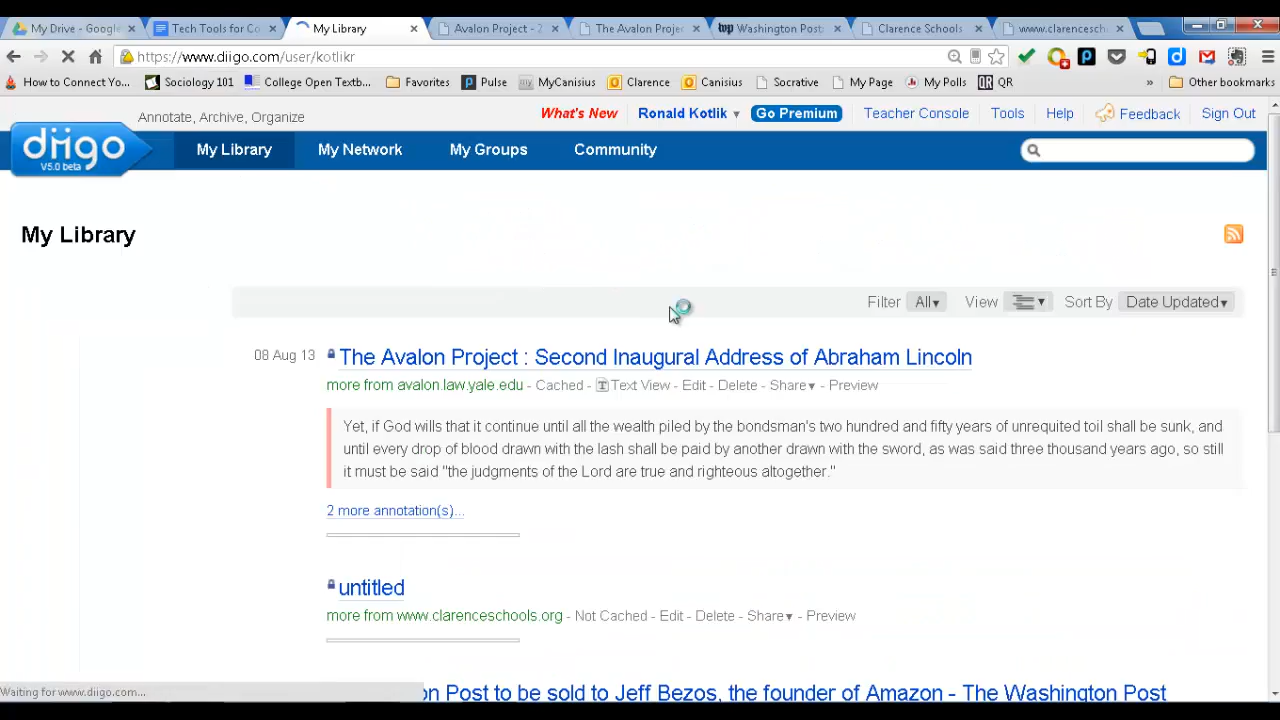 My Drive - Google
Tech Tools for Co
My Library
Avalon Project - 
The Avalon Proje
wp Washington Post
Clarence Schools
www.clarencesch
https://www.diigo.com/user/kotlikr
How to Connect Yo...
Sociology 101
College Open Textb...
Favorites
Pulse
my MyCanisius
Clarence
Canisius
Socrative
My Page
My Polls
QR
»
Other bookmarks
Annotate, Archive, Organize
What's New
Ronald Kotlik ▾
Go Premium
Teacher Console
Tools
Help
Feedback
Sign Out
diigo
V5.0 beta
My Library
My Network
My Groups
Community
My Library
Filter All▾ View Sort By Date Updated▾
08 Aug 13
The Avalon Project : Second Inaugural Address of Abraham Lincoln
more from avalon.law.yale.edu - Cached - Text View - Edit - Delete - Share▾ - Preview
Yet, if God wills that it continue until all the wealth piled by the bondsman's two hundred and fifty years of unrequited toil shall be sunk, and
until every drop of blood drawn with the lash shall be paid by another drawn with the sword, as was said three thousand years ago, so still
it must be said "the judgments of the Lord are true and righteous altogether."
2 more annotation(s)...
untitled
more from www.clarenceschools.org - Not Cached - Edit - Delete - Share▾ - Preview
on Post to be sold to Jeff Bezos, the founder of Amazon - The Washington Post
Waiting for www.diigo.com...